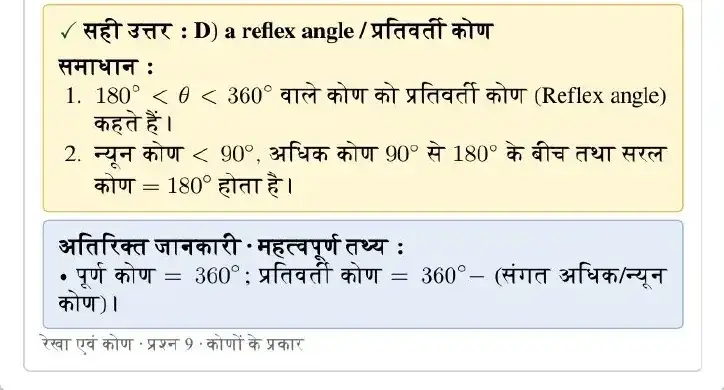 ✓ सही उत्तर : D) a reflex angle / प्रतिवर्ती कोण
समाधान :
1. 180° < θ < 360° वाले कोण को प्रतिवर्ती कोण (Reflex angle)
कहते हैं।
2. न्यून कोण < 90°, अधिक कोण 90° से 180° के बीच तथा सरल
कोण = 180° होता है।
अतिरिक्त जानकारी · महत्वपूर्ण तथ्य :
• पूर्ण कोण = 360°; प्रतिवर्ती कोण = 360°− (संगत अधिक/न्यून
कोण)।
रेखा एवं कोण · प्रश्न 9 · कोणों के प्रकार